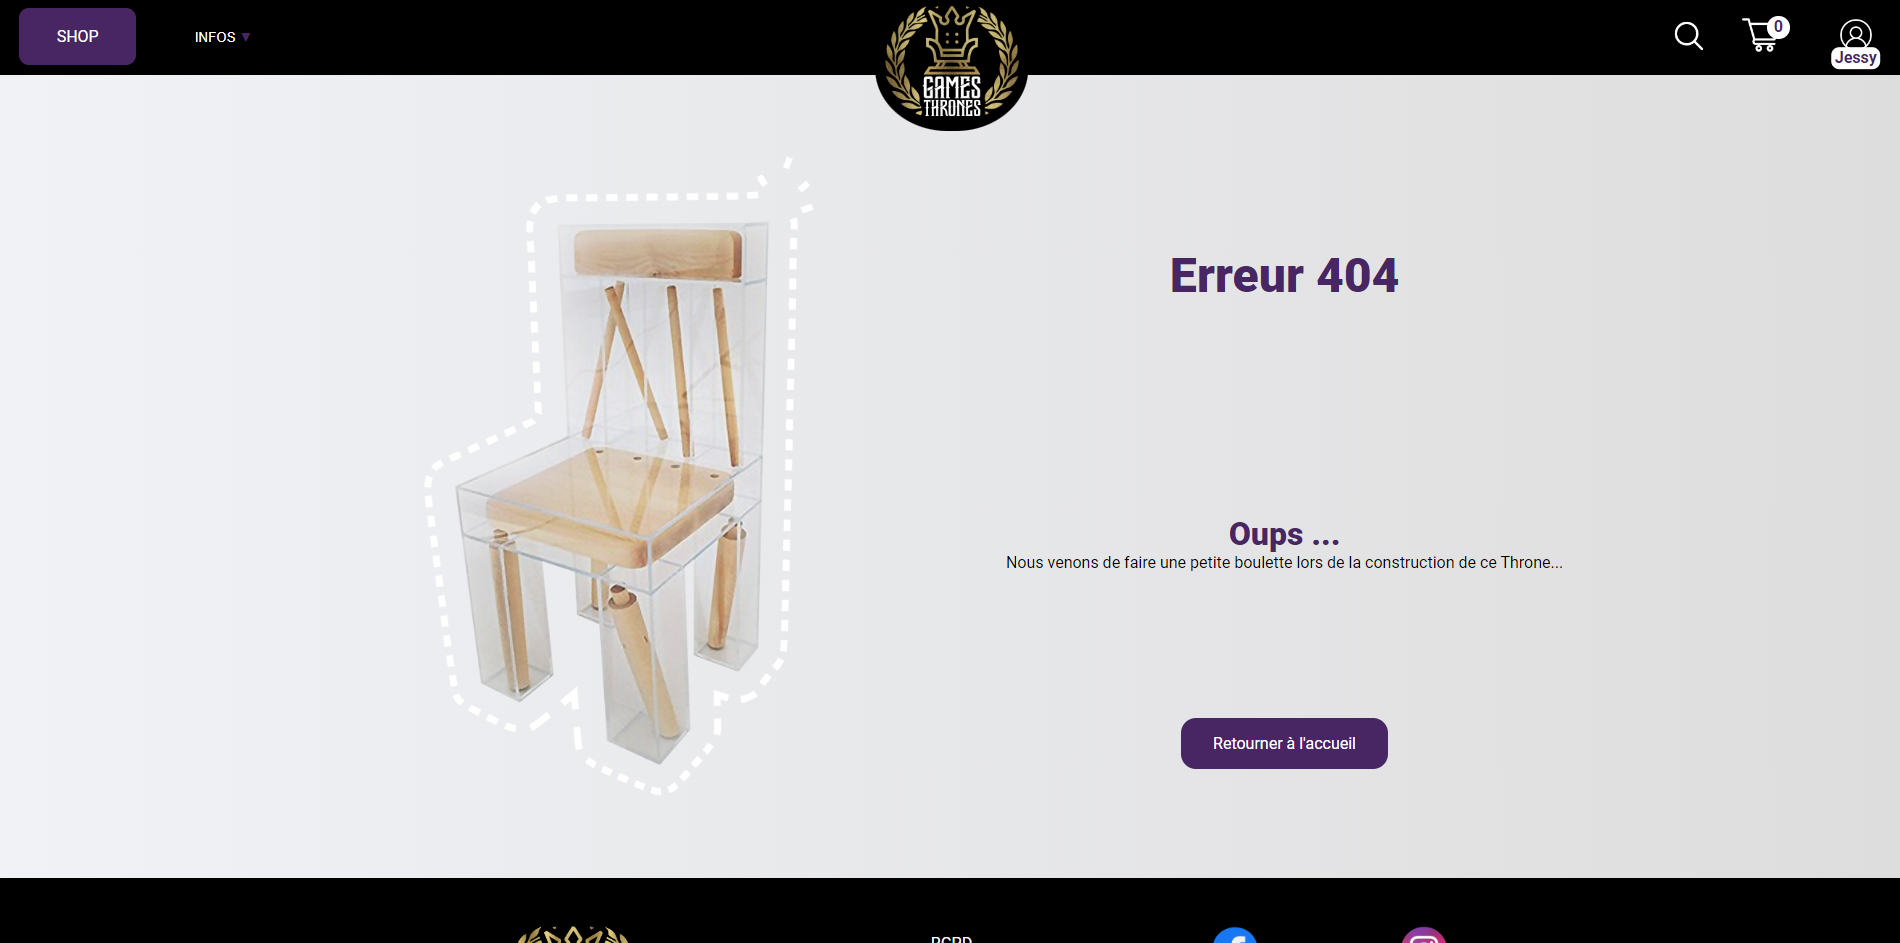 SHOP
INFOS
0
Jessy
GAMES
THRONES
Erreur 404
Oups ...
Nous venons de faire une petite boulette lors de la construction de ce Throne...
Retourner à l'accueil